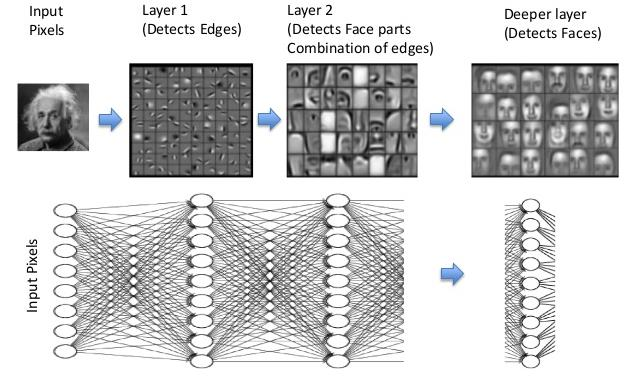 Input
Pixels
Layer 1
(Detects Edges)
Layer 2
(Detects Face parts
Combination of edges)
Deeper layer
(Detects Faces)
Input Pixels